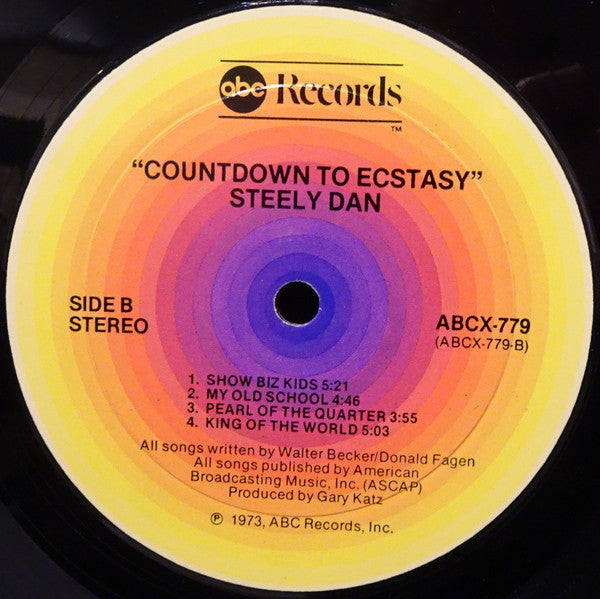 abc Records
™
“COUNTDOWN TO ECSTASY”
STEELY DAN
SIDE B
STEREO
ABCX-779
(ABCX-779-B)
1. SHOW BIZ KIDS 5:21
2. MY OLD SCHOOL 4:46
3. PEARL OF THE QUARTER 3:55
4. KING OF THE WORLD 5:03
All songs written by Walter Becker/Donald Fagen
All songs published by American
Broadcasting Music, Inc. (ASCAP)
Produced by Gary Katz
℗ 1973, ABC Records, Inc.